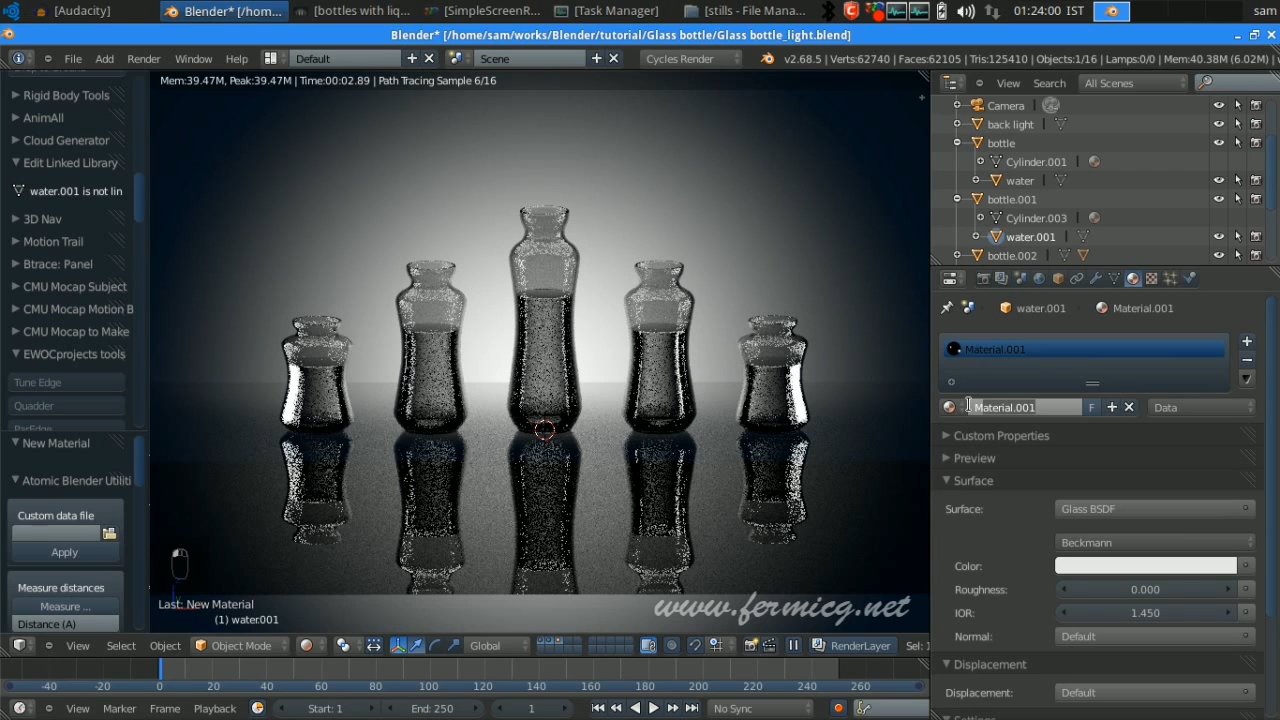 [Audacity]
Blender* [/hom...
[bottles with liq...
[SimpleScreenR...
[Task Manager]
[stills - File Mana...
01:24:00 IST
sam
Blender* [/home/sam/works/Blender/tutorial/Glass bottle/Glass bottle_light.blend]
File Add Render Window Help
Default
Scene
Cycles Render
v2.68.5 | Verts:62740 | Faces:62105 | Tris:125410 | Objects:1/16 | Lamps:0/0 | Mem:40.38M (6.02M) | w
Mem:39.47M, Peak:39.47M | Time:00:02.89 | Path Tracing Sample 6/16
Rigid Body Tools
AnimAll
Cloud Generator
Edit Linked Library
water.001 is not lin
3D Nav
Motion Trail
Btrace: Panel
CMU Mocap Subject
CMU Mocap Motion B
CMU Mocap to Make
EWOCprojects tools
Tune Edge
Quadder
New Material
Atomic Blender Utiliti
Custom data file
Apply
Measure distances
Measure ...
Distance (A)
Last: New Material
(1) water.001
www.fermicg.net
View Search All Scenes
Camera
back light
bottle
Cylinder.001
water
bottle.001
Cylinder.003
water.001
bottle.002
water.001
Material.001
Material.001
Material.001
F
Data
Custom Properties
Preview
Surface
Surface: Glass BSDF
Beckmann
Color:
Roughness: 0.000
IOR: 1.450
Normal: Default
Displacement
Displacement: Default
View Select Object Object Mode Global RenderLayer Sel: 1
-40 -20 0 20 40 60 80 100 120 140 160 180 200 220 240 260
View Marker Frame Playback Start: 1 End: 250 1 No Sync